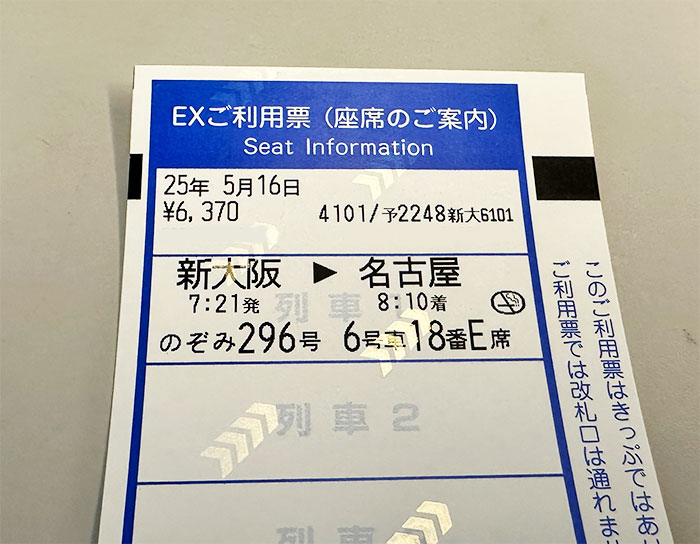 EXご利用票（座席のご案内）
Seat Information
25年 5月16日
¥6,370 4101/予2248新大6101
新大阪 ▶ 名古屋
7:21発 8:10着
列車
のぞみ296号 6号車18番E席
列車2
列車
このご利用票はきっぷではあ
ご利用票では改札口は通れま